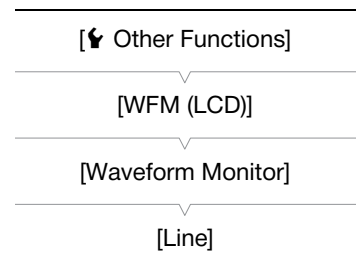 [ Other Functions]
[WFM (LCD)]
[Waveform Monitor]
[Line]